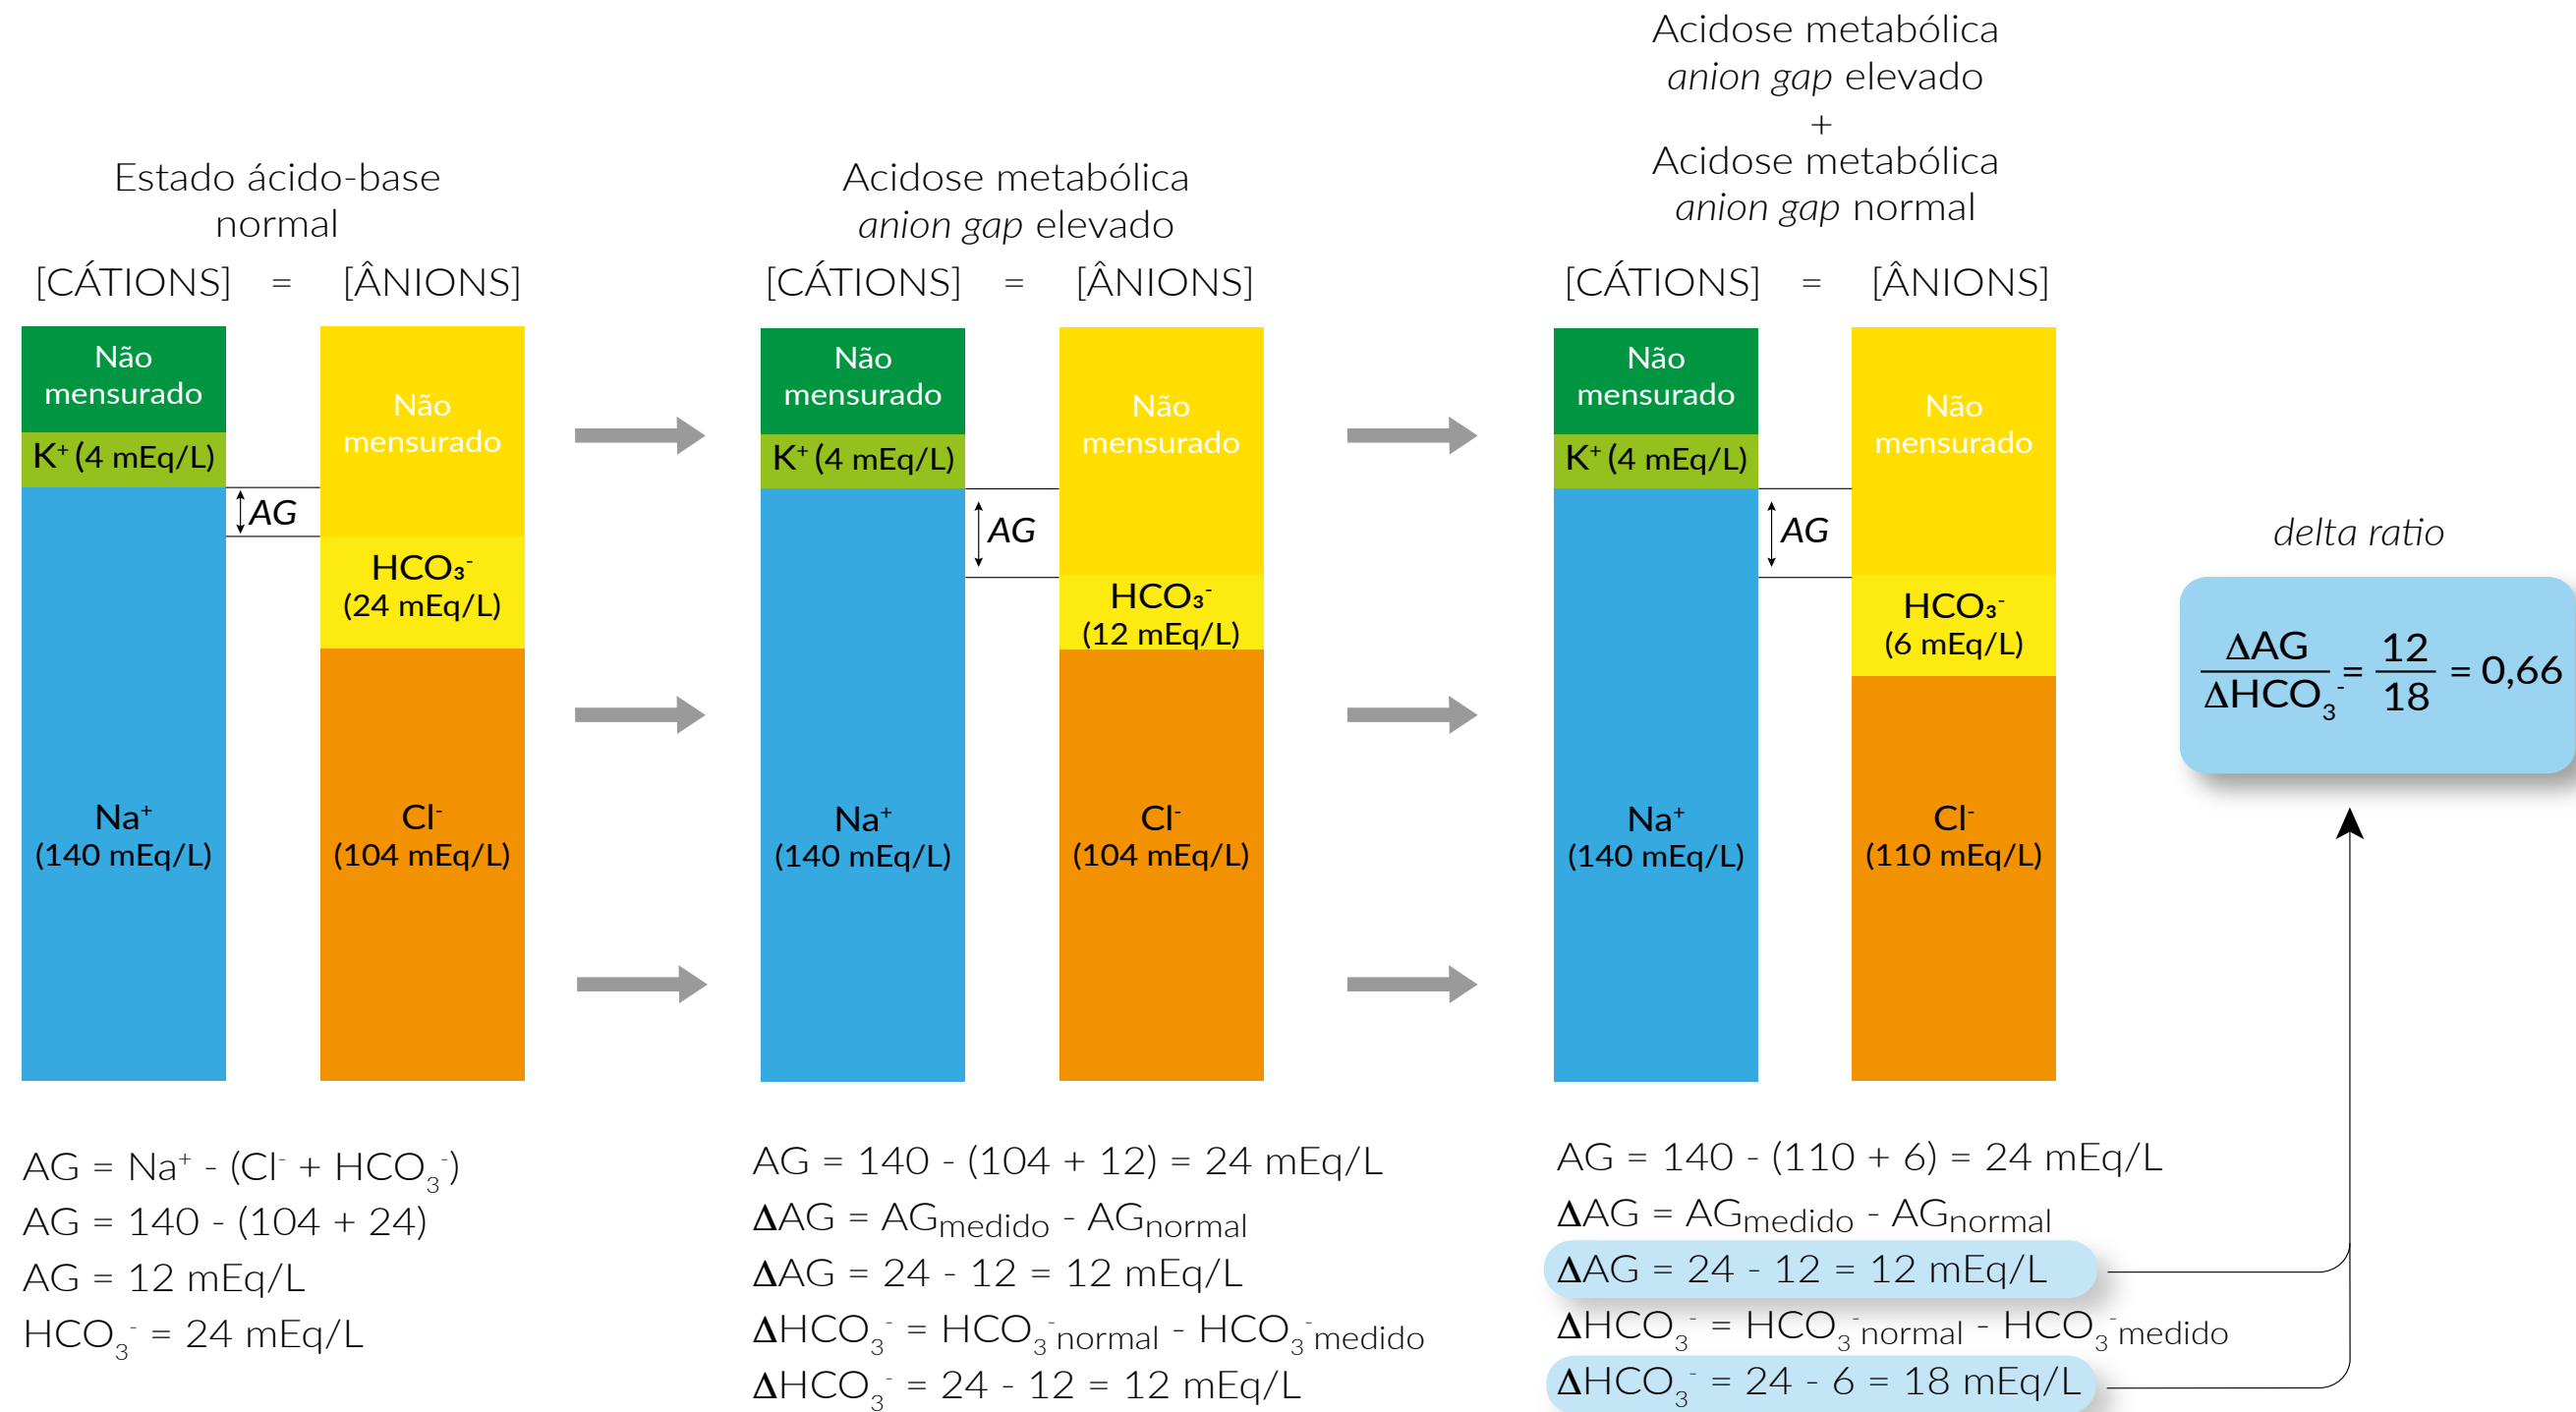 Estado ácido-base
normal
[CÁTIONS] = [ÂNIONS]
Não
mensurado
K⁺ (4 mEq/L)
Na⁺
(140 mEq/L)
AG
Não
mensurado
HCO₃⁻
(24 mEq/L)
Cl⁻
(104 mEq/L)
AG = Na⁺ - (Cl⁻ + HCO₃⁻)
AG = 140 - (104 + 24)
AG = 12 mEq/L
HCO₃⁻ = 24 mEq/L
Acidose metabólica
anion gap elevado
[CÁTIONS] = [ÂNIONS]
Não
mensurado
K⁺ (4 mEq/L)
Na⁺
(140 mEq/L)
AG
Não
mensurado
HCO₃⁻
(12 mEq/L)
Cl⁻
(104 mEq/L)
AG = 140 - (104 + 12) = 24 mEq/L
ΔAG = AGmedido - AGnormal
ΔAG = 24 - 12 = 12 mEq/L
ΔHCO₃⁻ = HCO₃⁻normal - HCO₃⁻medido
ΔHCO₃⁻ = 24 - 12 = 12 mEq/L
Acidose metabólica
anion gap elevado
+
Acidose metabólica
anion gap normal
[CÁTIONS] = [ÂNIONS]
Não
mensurado
K⁺ (4 mEq/L)
Na⁺
(140 mEq/L)
AG
Não
mensurado
HCO₃⁻
(6 mEq/L)
Cl⁻
(110 mEq/L)
AG = 140 - (110 + 6) = 24 mEq/L
ΔAG = AGmedido - AGnormal
ΔAG = 24 - 12 = 12 mEq/L
ΔHCO₃⁻ = HCO₃⁻normal - HCO₃⁻medido
ΔHCO₃⁻ = 24 - 6 = 18 mEq/L
delta ratio
ΔAG/ΔHCO₃⁻ = 12/18 = 0,66